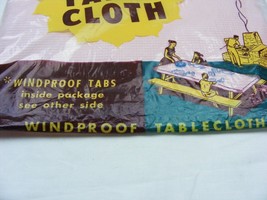 CLOTH
WINDPROOF TABS
inside package
see other side
WINDPROOF TABLECLOTH